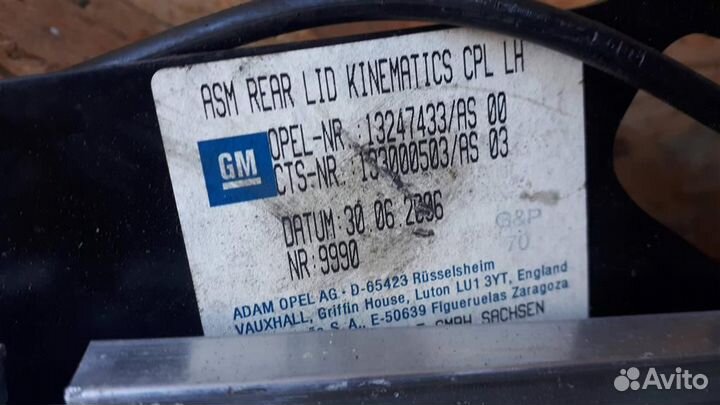 ASM REAR LID KINEMATICS CPL LH
GM
OPEL-NR.:13247433/AS 00
CTS-NR. 133000503/AS 03
DATUM:30.06.2006
NR:9990
G&P
70
ADAM OPEL AG · D-65423 Rüsselsheim
VAUXHALL, Griffin House, Luton LU1 3YT, England
S. A., E-50639 Figueruelas Zaragoza
GMBH SACHSEN
Avito